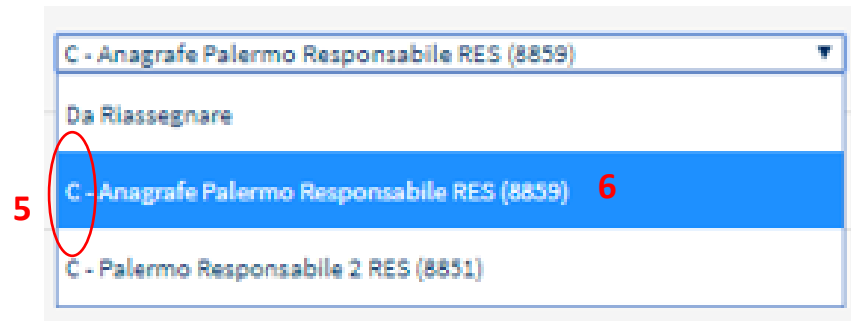 C - Anagrafe Palermo Responsabile RES (8859)
Da Riassegnare
5
C - Anagrafe Palermo Responsabile RES (8859)
6
C - Palermo Responsabile 2 RES (8851)